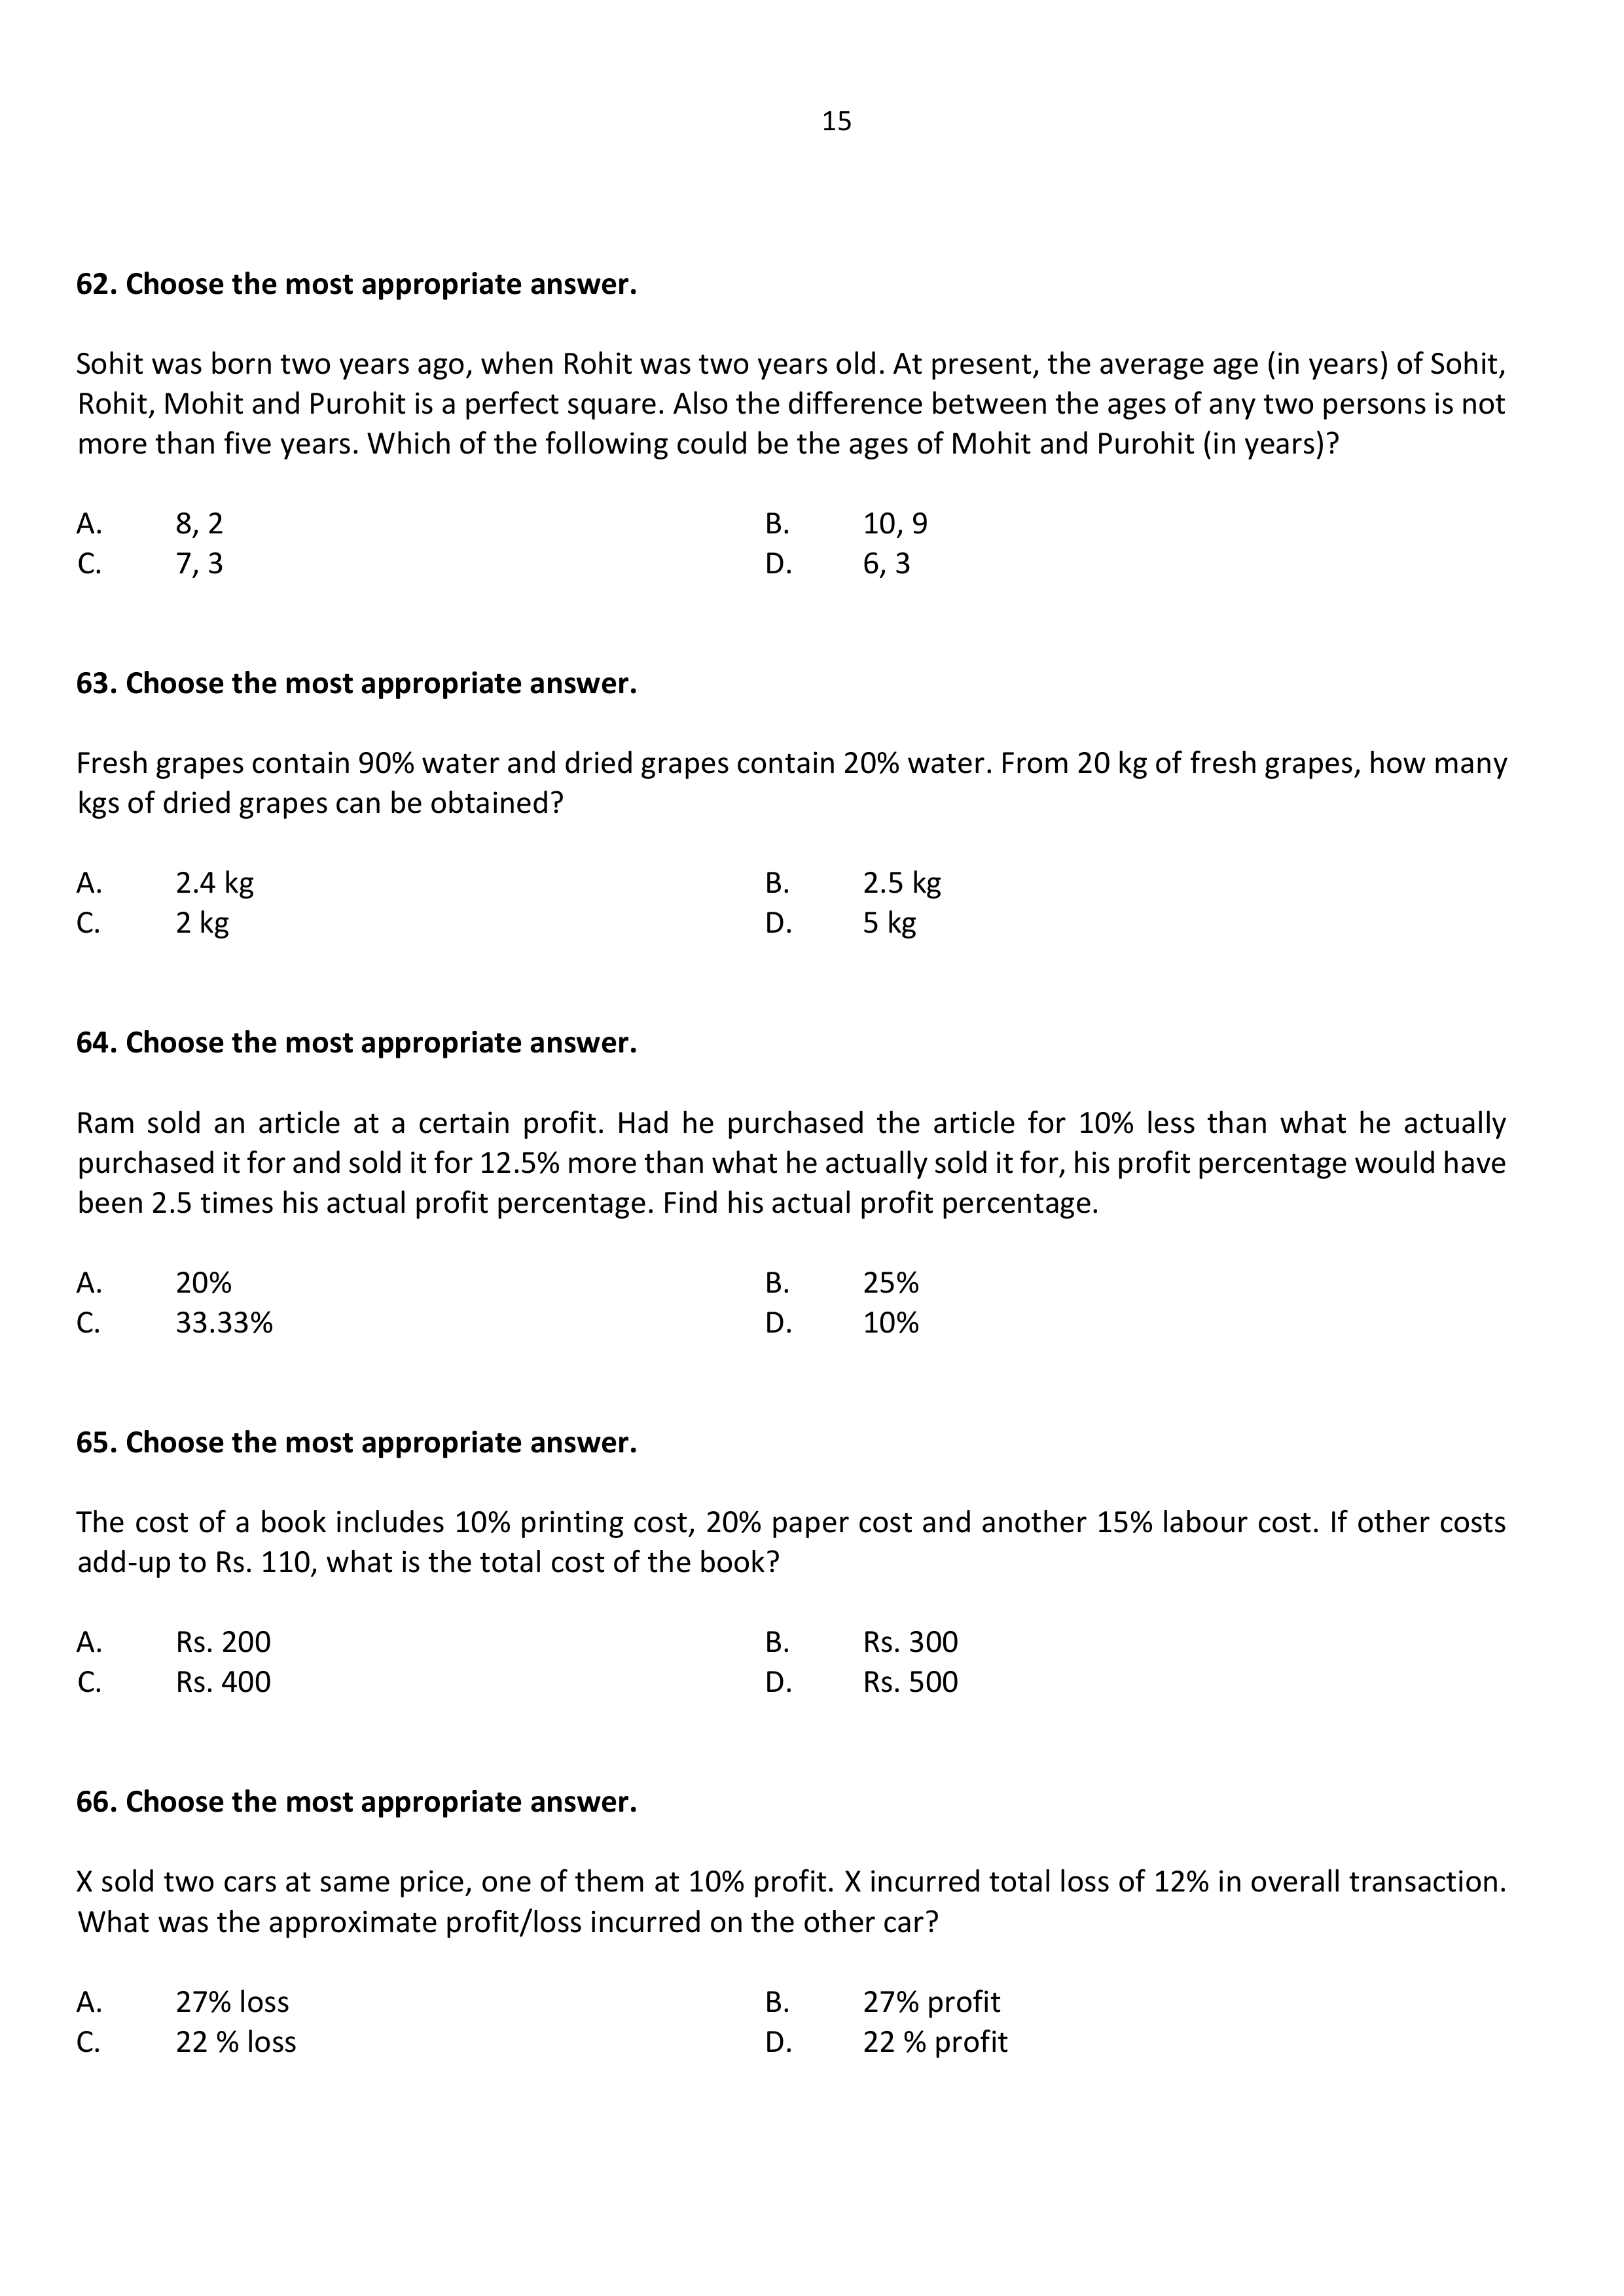 15
62. Choose the most appropriate answer.
Sohit was born two years ago, when Rohit was two years old. At present, the average age (in years) of Sohit,
Rohit, Mohit and Purohit is a perfect square. Also the difference between the ages of any two persons is not
more than five years. Which of the following could be the ages of Mohit and Purohit (in years)?
A. 8, 2 B. 10, 9
C. 7, 3 D. 6, 3
63. Choose the most appropriate answer.
Fresh grapes contain 90% water and dried grapes contain 20% water. From 20 kg of fresh grapes, how many
kgs of dried grapes can be obtained?
A. 2.4 kg B. 2.5 kg
C. 2 kg D. 5 kg
64. Choose the most appropriate answer.
Ram sold an article at a certain profit. Had he purchased the article for 10% less than what he actually
purchased it for and sold it for 12.5% more than what he actually sold it for, his profit percentage would have
been 2.5 times his actual profit percentage. Find his actual profit percentage.
A. 20% B. 25%
C. 33.33% D. 10%
65. Choose the most appropriate answer.
The cost of a book includes 10% printing cost, 20% paper cost and another 15% labour cost. If other costs
add-up to Rs. 110, what is the total cost of the book?
A. Rs. 200 B. Rs. 300
C. Rs. 400 D. Rs. 500
66. Choose the most appropriate answer.
X sold two cars at same price, one of them at 10% profit. X incurred total loss of 12% in overall transaction.
What was the approximate profit/loss incurred on the other car?
A. 27% loss B. 27% profit
C. 22 % loss D. 22 % profit